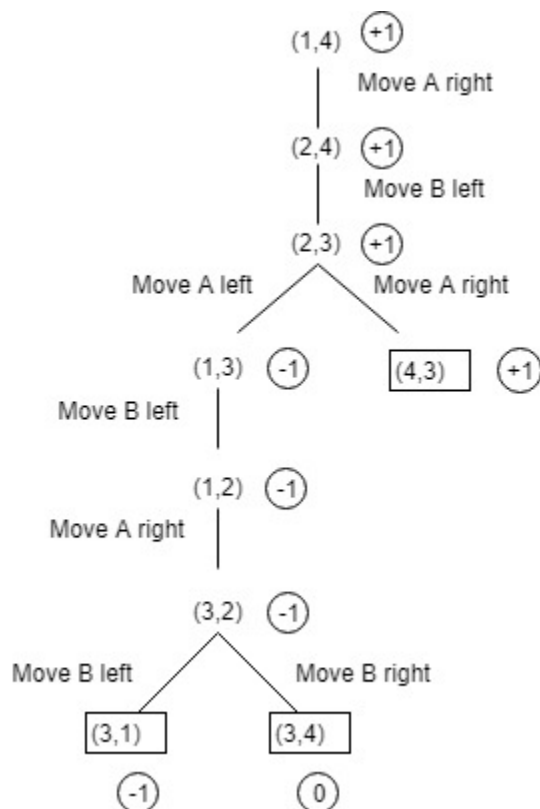 (1,4) +1
Move A right
(2,4) +1
Move B left
(2,3) +1
Move A left Move A right
(1,3) -1 (4,3) +1
Move B left
(1,2) -1
Move A right
(3,2) -1
Move B left Move B right
(3,1) (3,4)
-1 0